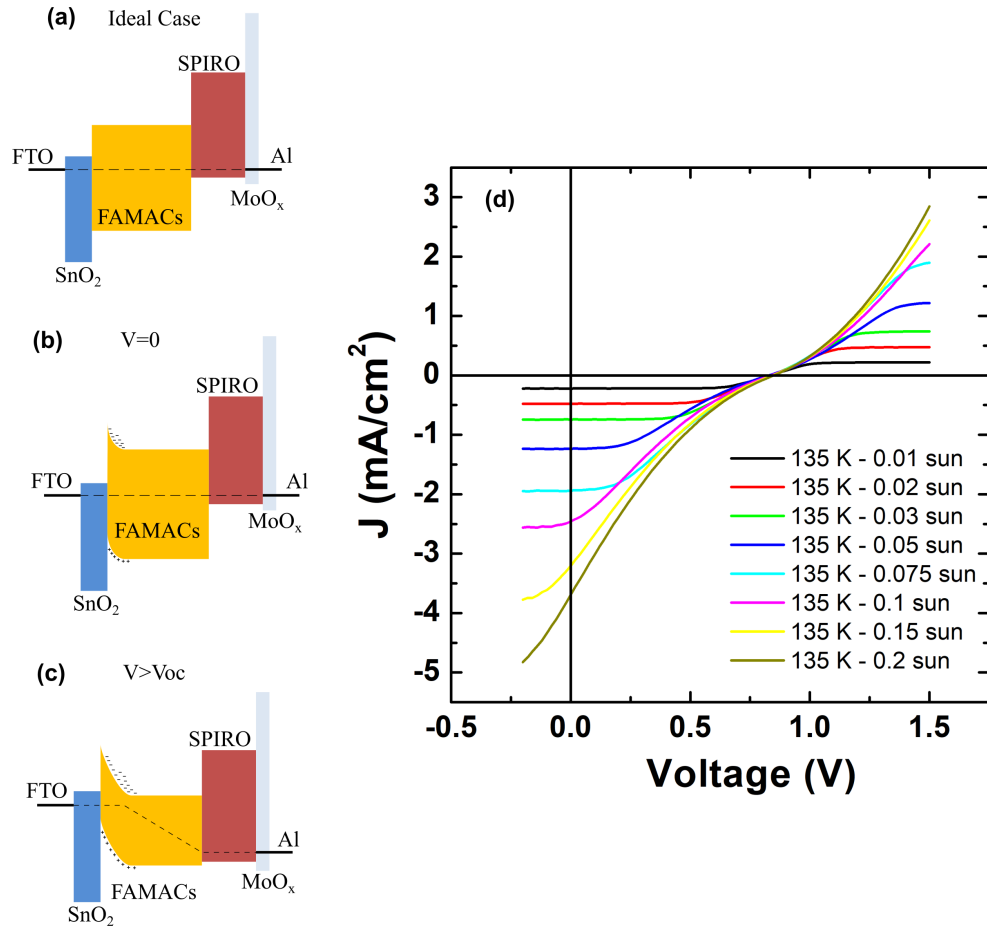 (a)
Ideal Case
SPIRO
FTO
Al
FAMACs
MoOₓ
SnO₂
(b)
V=0
SPIRO
FTO
Al
FAMACs
MoOₓ
SnO₂
(c)
V>Voc
SPIRO
FTO
Al
FAMACs
MoOₓ
SnO₂
(d)
J (mA/cm²)
3
2
1
0
-1
-2
-3
-4
-5
135 K - 0.01 sun
135 K - 0.02 sun
135 K - 0.03 sun
135 K - 0.05 sun
135 K - 0.075 sun
135 K - 0.1 sun
135 K - 0.15 sun
135 K - 0.2 sun
-0.5 0.0 0.5 1.0 1.5
Voltage (V)